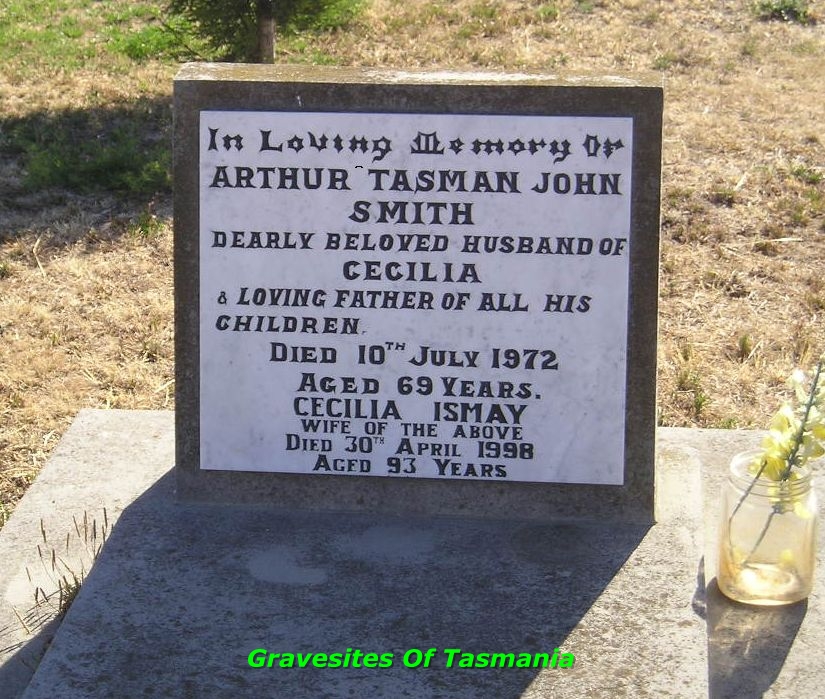 In Loving Memory Of
ARTHUR TASMAN JOHN
SMITH
DEARLY BELOVED HUSBAND OF
CECILIA
& LOVING FATHER OF ALL HIS
CHILDREN.
DIED 10TH JULY 1972
AGED 69 YEARS.
CECILIA ISMAY
WIFE OF THE ABOVE
DIED 30TH APRIL 1998
AGED 93 YEARS
Gravesites Of Tasmania